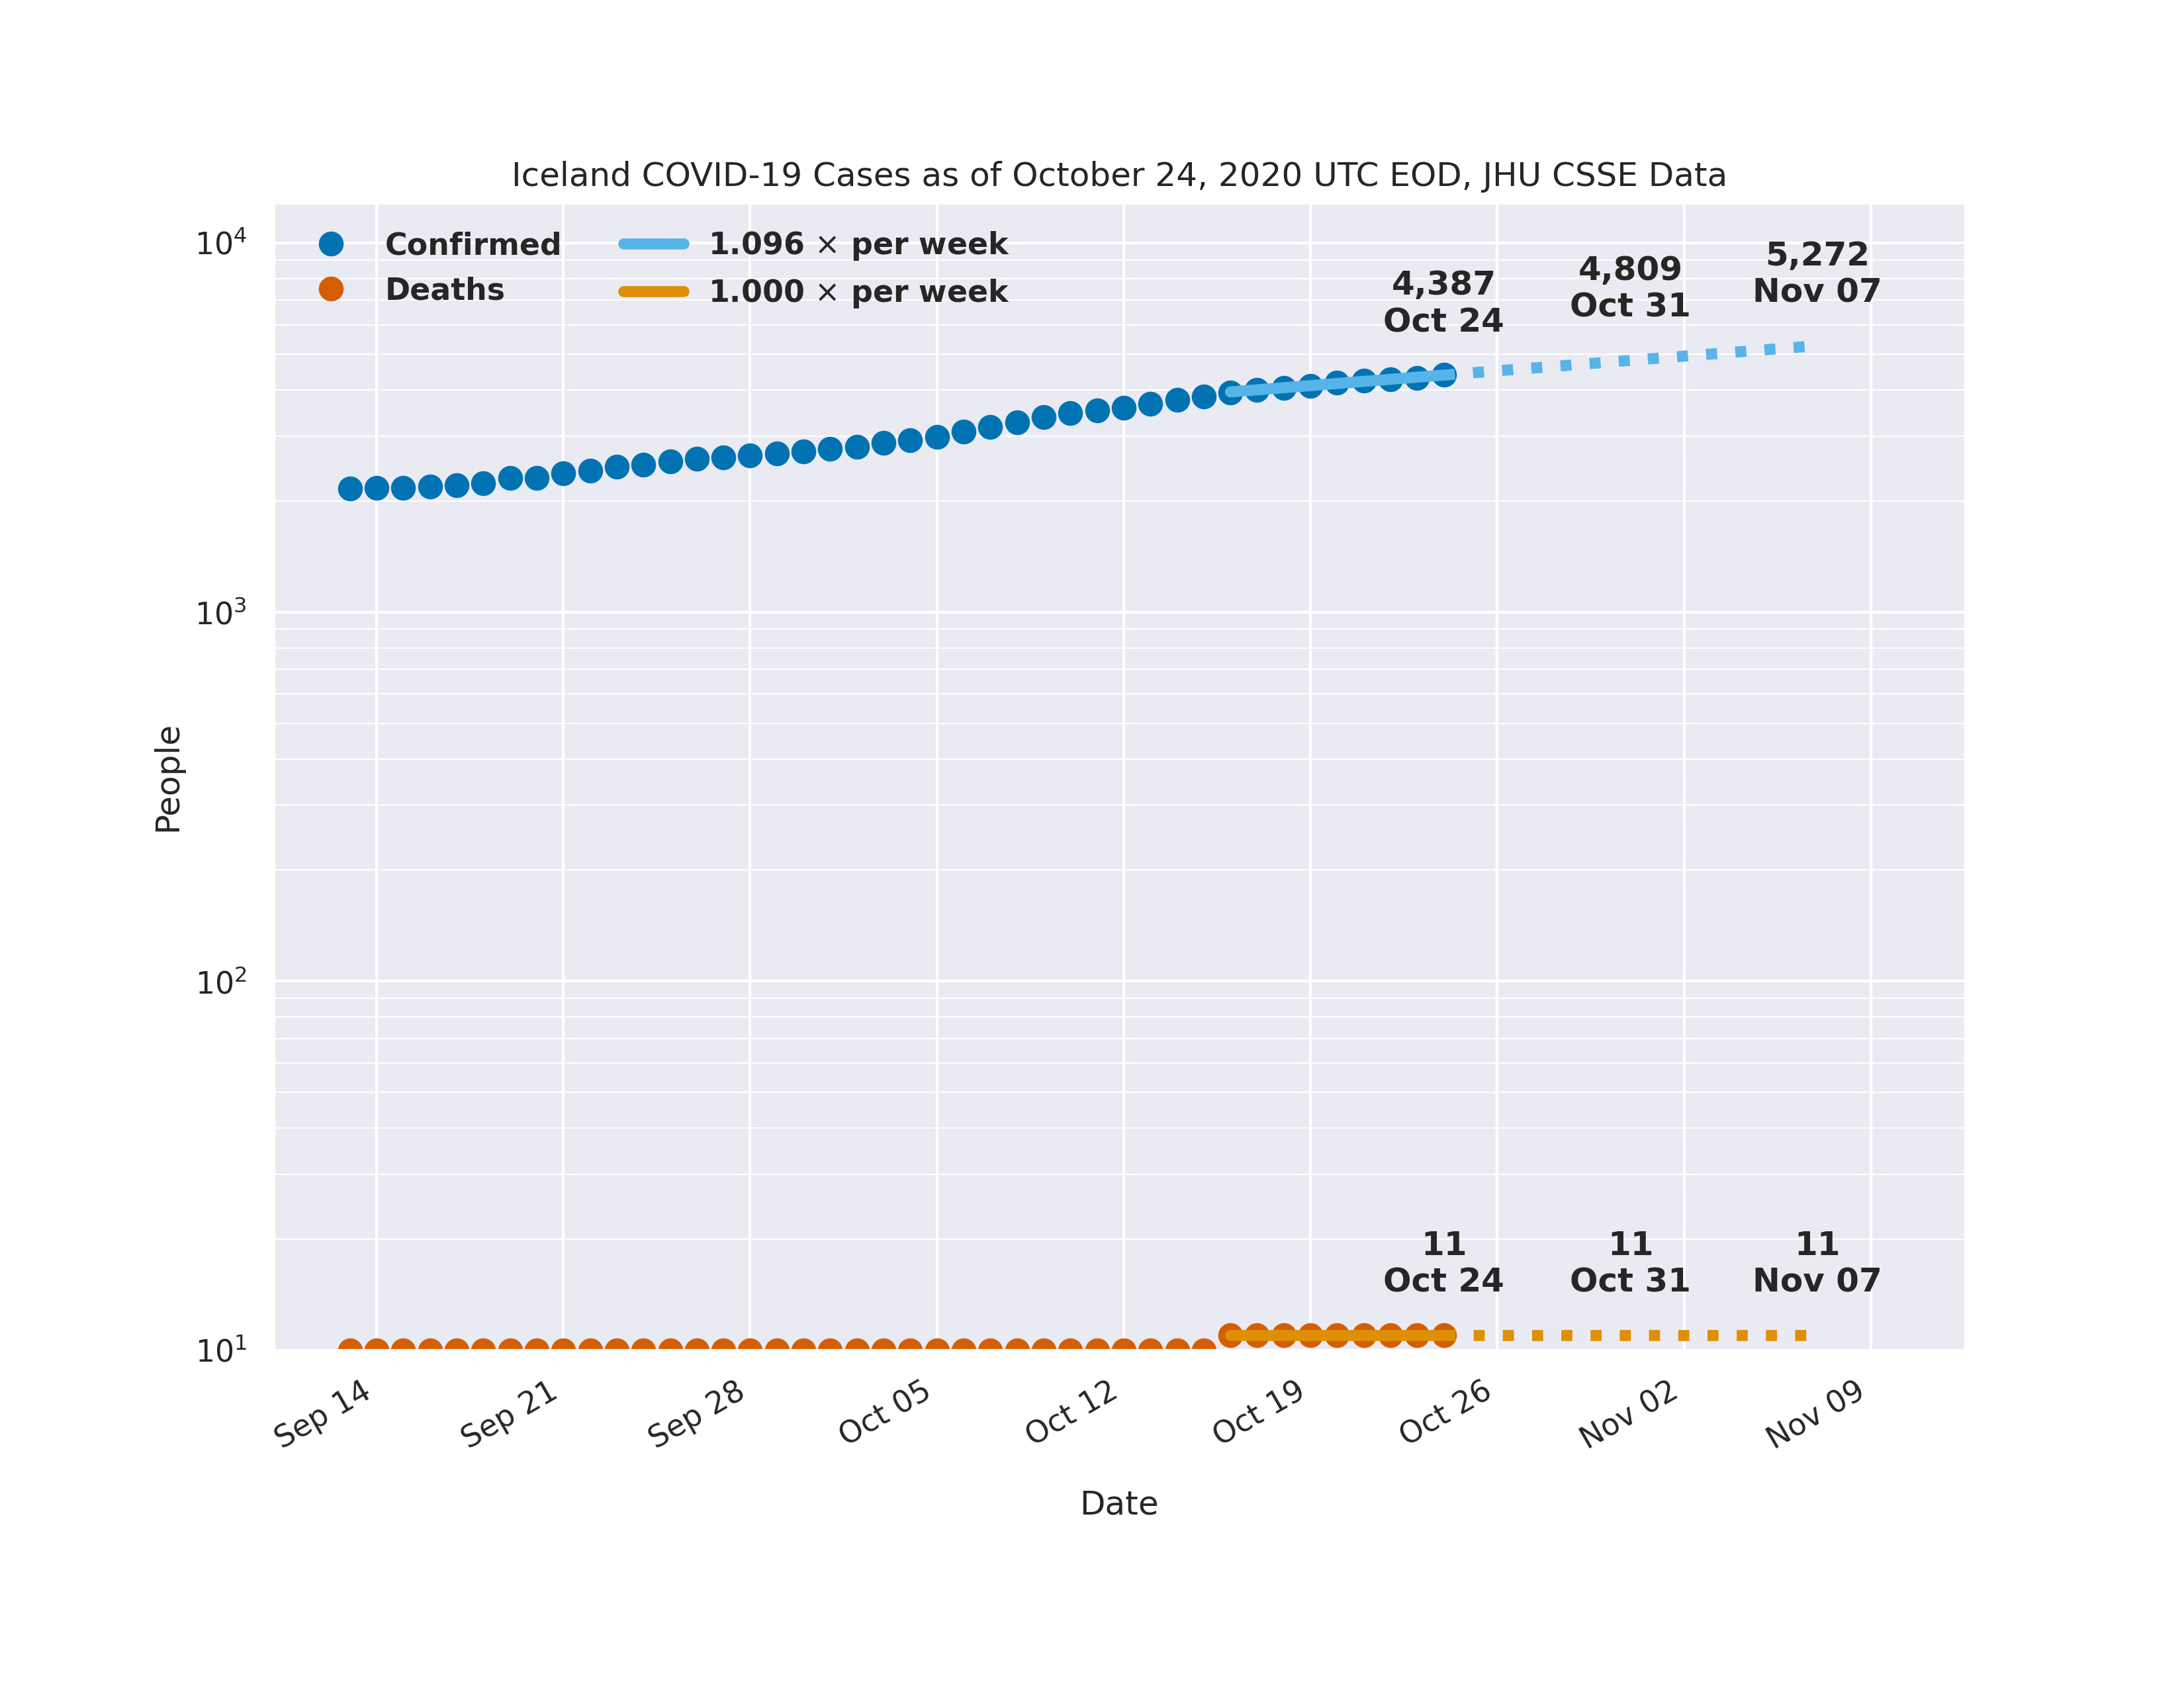 Iceland COVID-19 Cases as of October 24, 2020 UTC EOD, JHU CSSE Data
Confirmed
Deaths
1.096 × per week
1.000 × per week
4,387
Oct 24
4,809
Oct 31
5,272
Nov 07
10⁴
10³
10²
10¹
People
11
Oct 24
11
Oct 31
11
Nov 07
Sep 14
Sep 21
Sep 28
Oct 05
Oct 12
Oct 19
Oct 26
Nov 02
Nov 09
Date